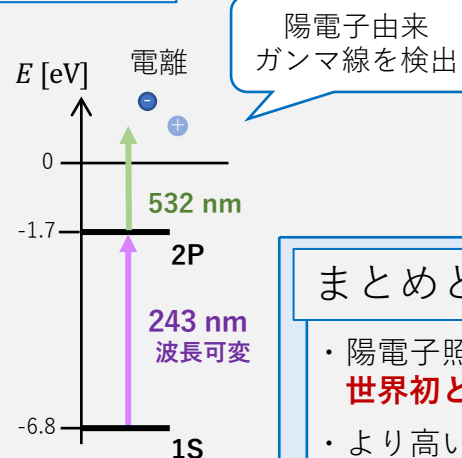 陽電子由来
ガンマ線を検出
E [eV]
電離
-
+
0
532 nm
-1.7
2P
243 nm
波長可変
-6.8
1S
まとめと
・陽電子照
世界初と
・より高い